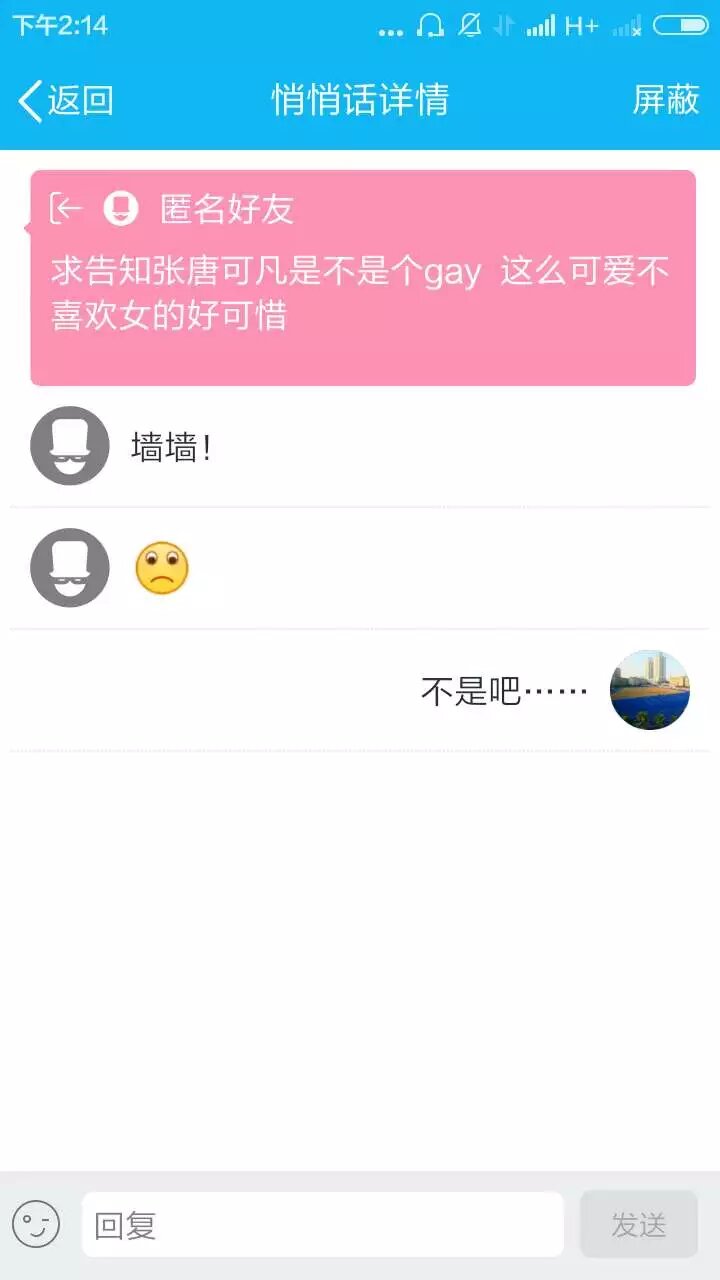 下午2:14
H+
返回
悄悄话详情
屏蔽
匿名好友
求告知张唐可凡是不是个gay 这么可爱不
喜欢女的好可惜
墙墙！
不是吧……
回复
发送